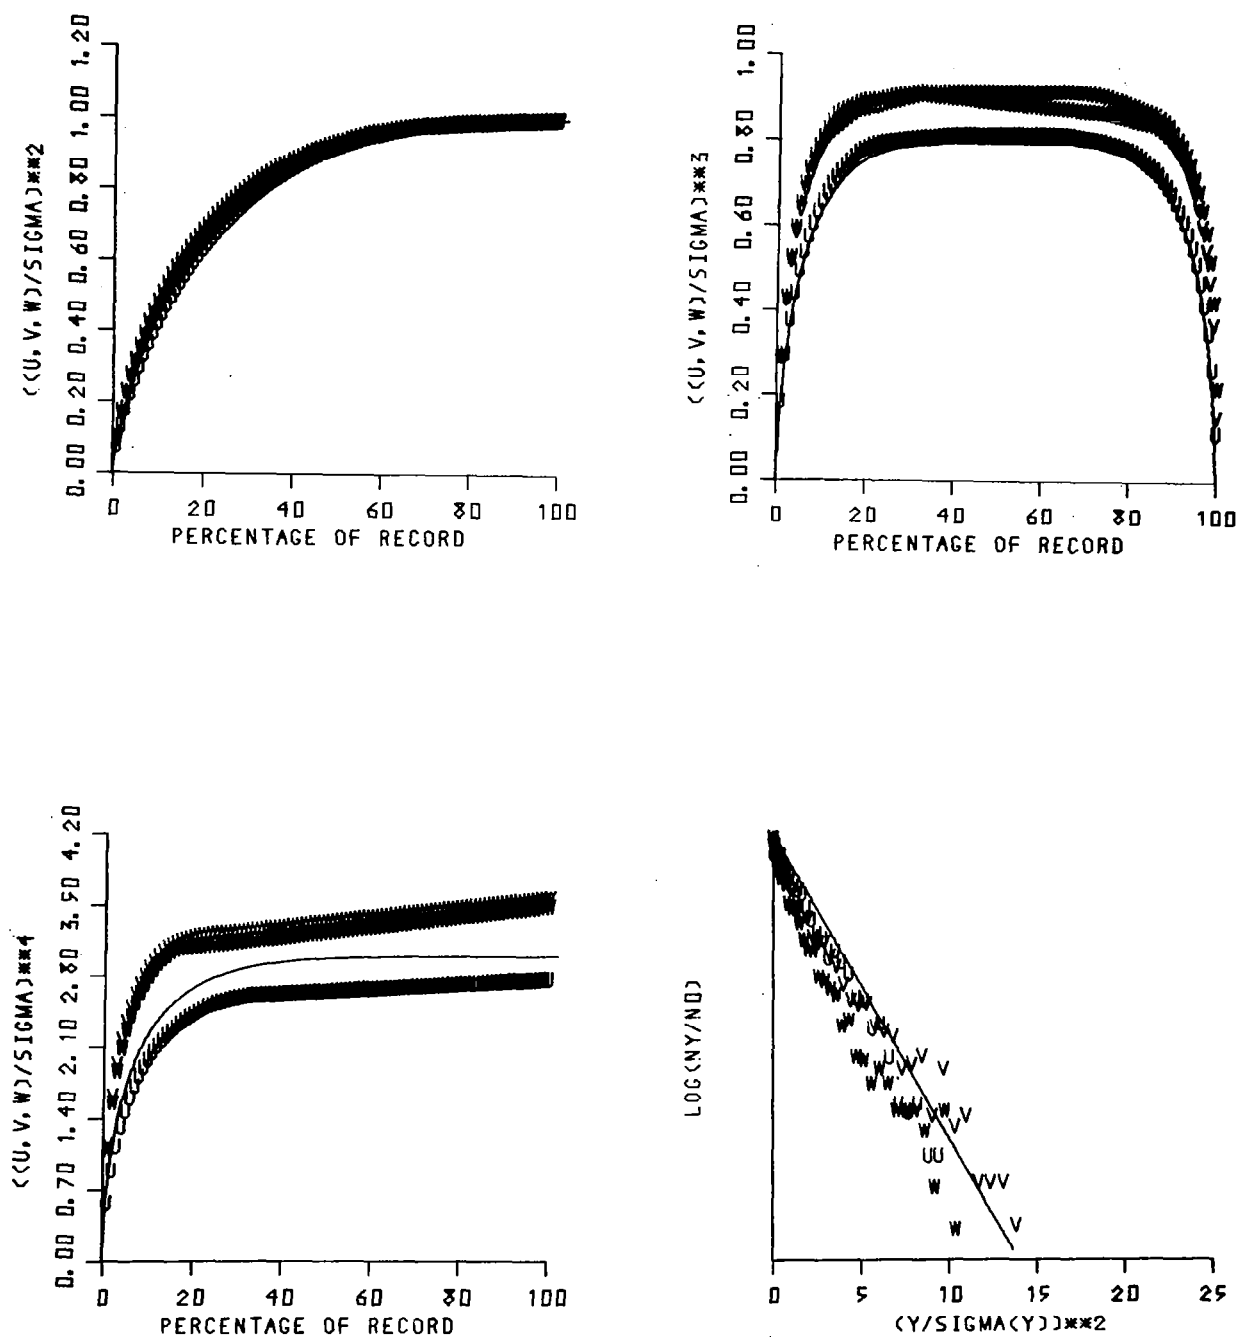 ((U,V,W)/SIGMA)**2
1.20
1.00
0.80
0.60
0.40
0.20
0.00
0 20 40 60 80 100
PERCENTAGE OF RECORD
((U,V,W)/SIGMA)**3
1.00
0.80
0.60
0.40
0.20
0.00
0 20 40 60 80 100
PERCENTAGE OF RECORD
((U,V,W)/SIGMA)**4
4.20
3.50
2.80
2.10
1.40
0.70
0.00
0 20 40 60 80 100
PERCENTAGE OF RECORD
LOG(NY/NO)
0 5 10 15 20 25
(Y/SIGMA(Y))**2